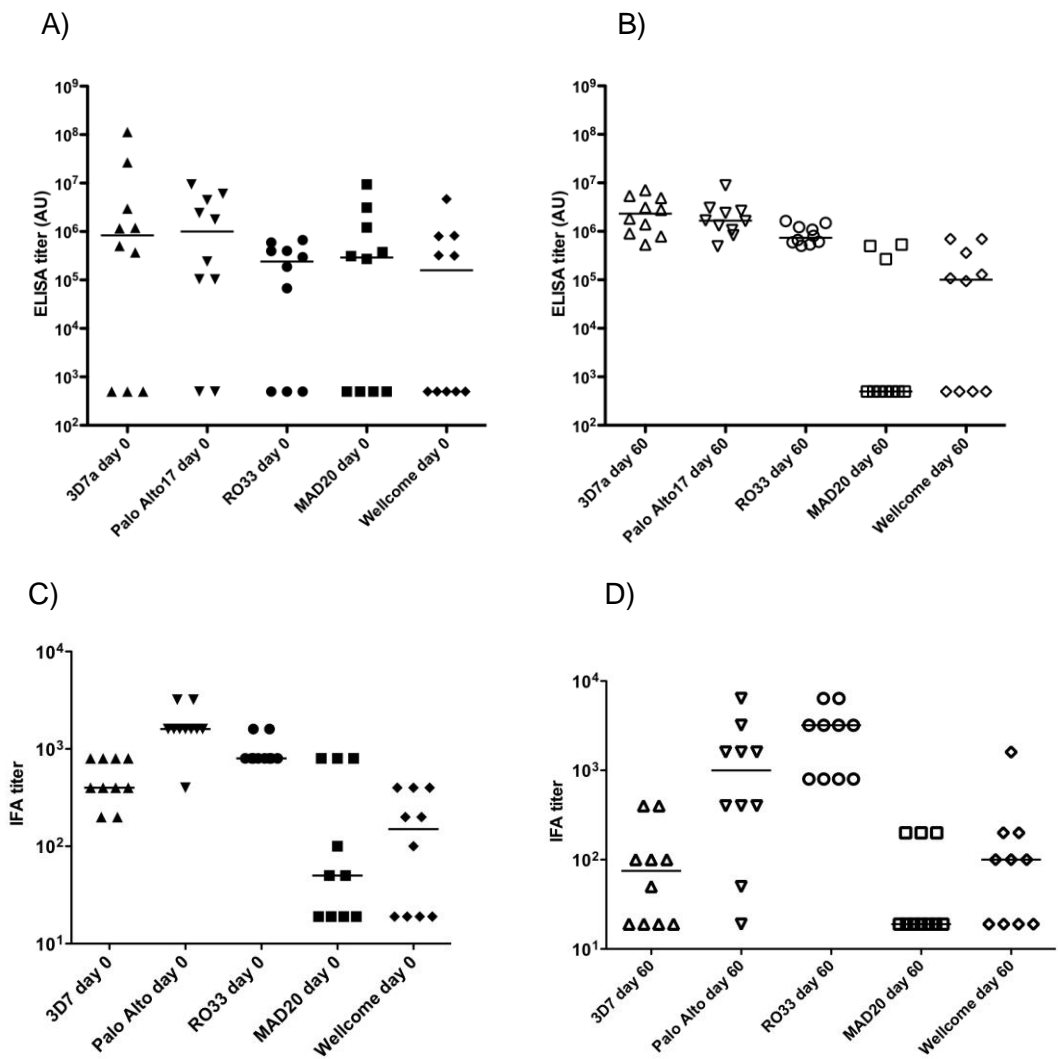 A)
10⁹
10⁸
10⁷
10⁶
10⁵
10⁴
10³
10²
ELISA titer (AU)
3D7a day 0
Palo Alto17 day 0
RO33 day 0
MAD20 day 0
Wellcome day 0
B)
10⁹
10⁸
10⁷
10⁶
10⁵
10⁴
10³
10²
ELISA titer (AU)
3D7a day 60
Palo Alto17 day 60
RO33 day 60
MAD20 day 60
Wellcome day 60
C)
10⁴
10³
10²
10¹
IFA titer
3D7 day 0
Palo Alto day 0
RO33 day 0
MAD20 day 0
Wellcome day 0
D)
10⁴
10³
10²
10¹
IFA titer
3D7 day 60
Palo Alto day 60
RO33 day 60
MAD20 day 60
Wellcome day 60